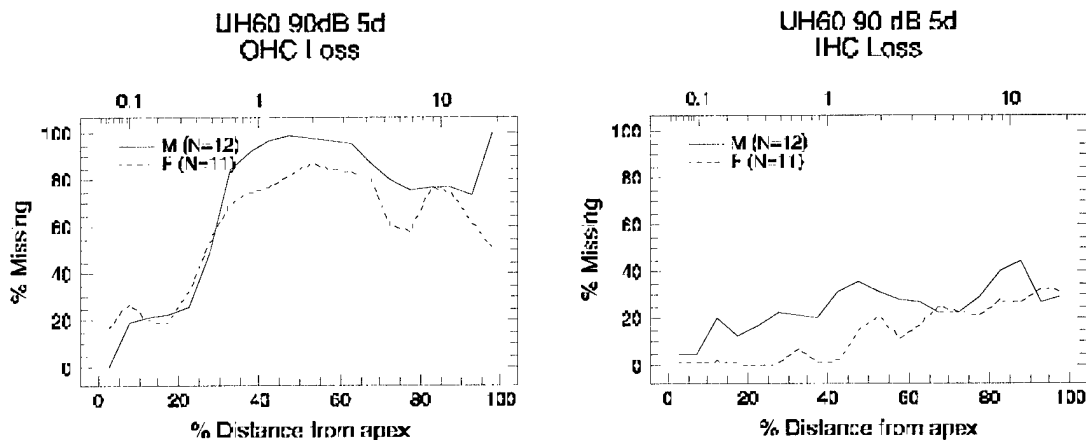 UH60 90dB 5d
OHC Loss
0.1 1 10
100
80
60
40
20
0
% Missing
M (N=12)
F (N=11)
0 20 40 60 80 100
% Distance from apex
UH60 90 dB 5d
IHC Loss
0.1 1 10
100
80
60
40
20
0
% Missing
M (N=12)
F (N=11)
0 20 40 60 80 100
% Distance from apex